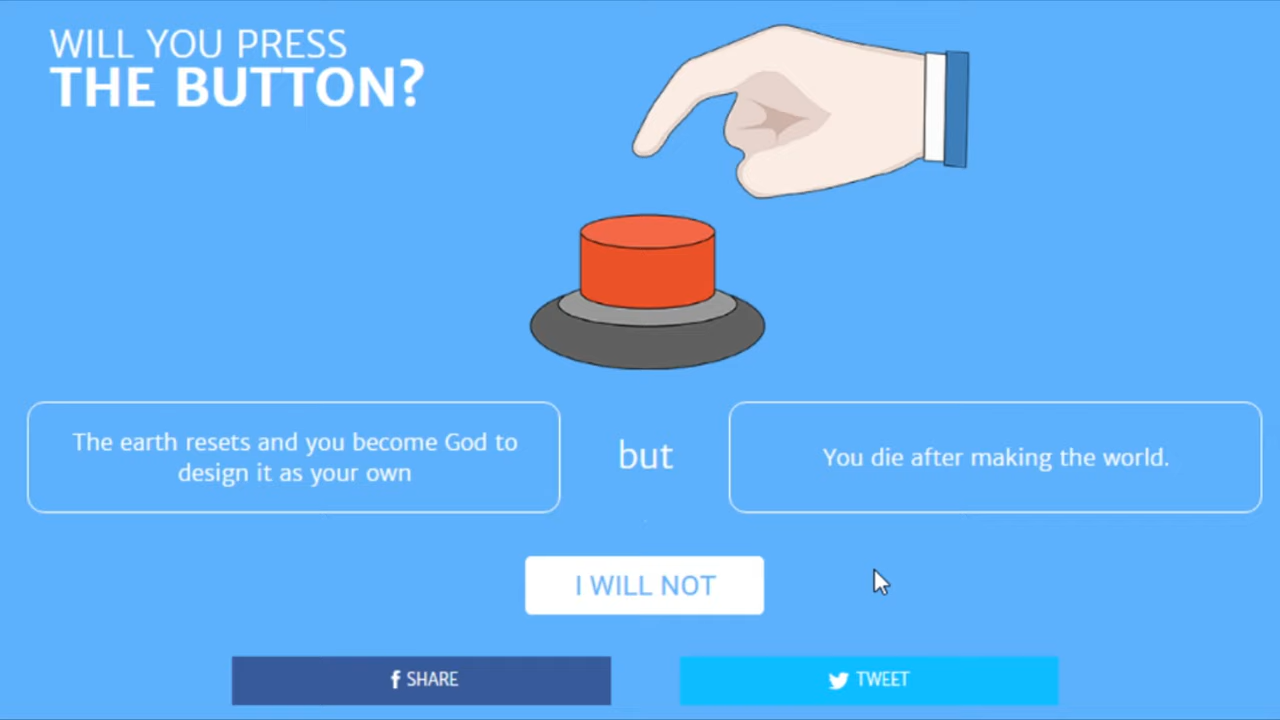 WILL YOU PRESS
THE BUTTON?
The earth resets and you become God to
design it as your own
but
You die after making the world.
I WILL NOT
SHARE
TWEET